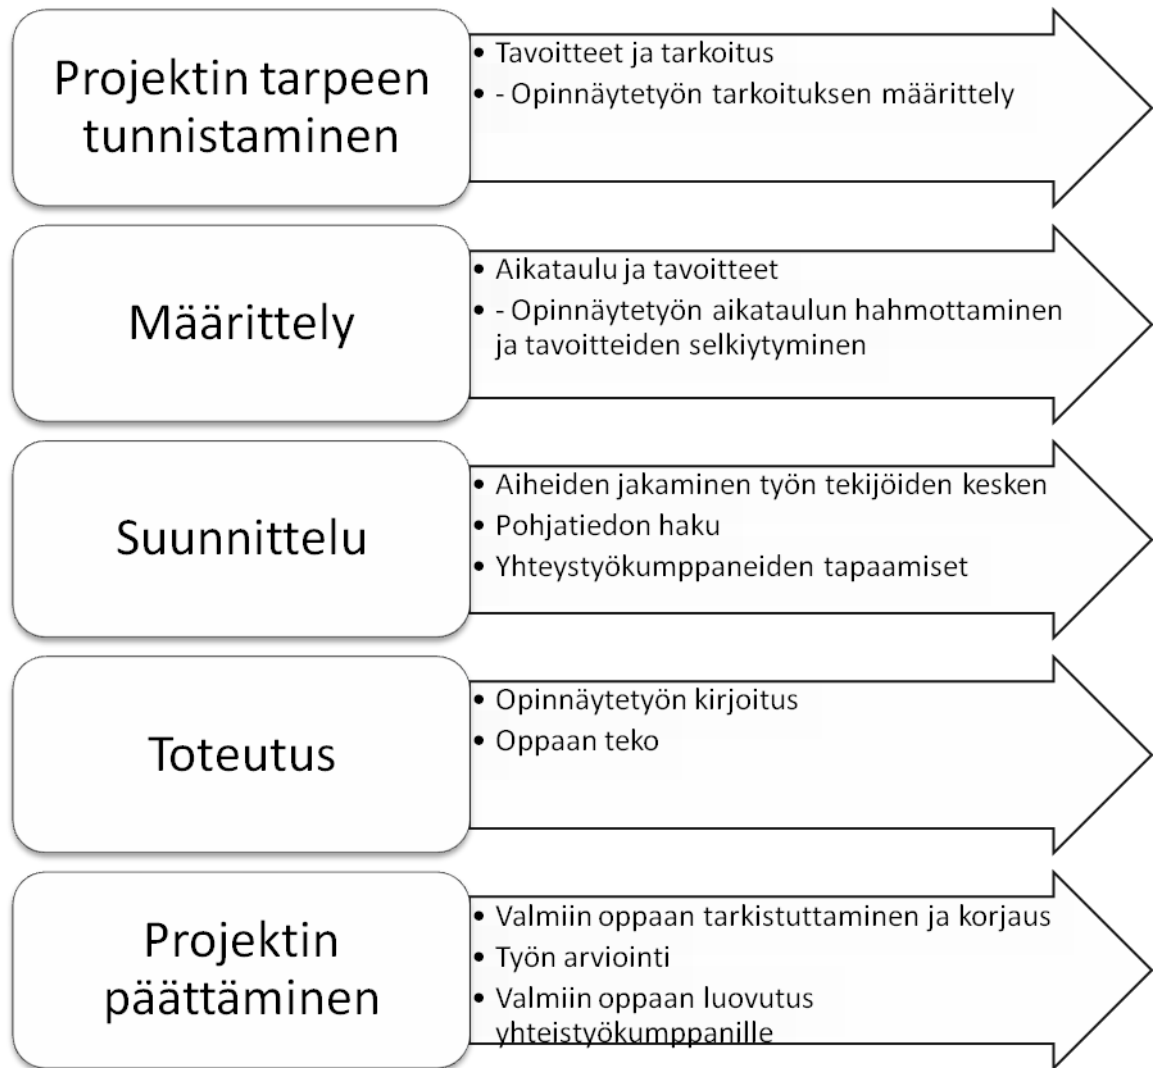 Projektin tarpeen
tunnistaminen
• Tavoitteet ja tarkoitus
• - Opinnäytetyön tarkoituksen määrittely
Määrittely
• Aikataulu ja tavoitteet
• - Opinnäytetyön aikataulun hahmottaminen
ja tavoitteiden selkiytyminen
Suunnittelu
• Aiheiden jakaminen työn tekijöiden kesken
• Pohjatiedon haku
• Yhteystyökumppaneiden tapaamiset
Toteutus
• Opinnäytetyön kirjoitus
• Oppaan teko
Projektin
päättäminen
• Valmiin oppaan tarkistuttaminen ja korjaus
• Työn arviointi
• Valmiin oppaan luovutus
yhteistyökumppanille